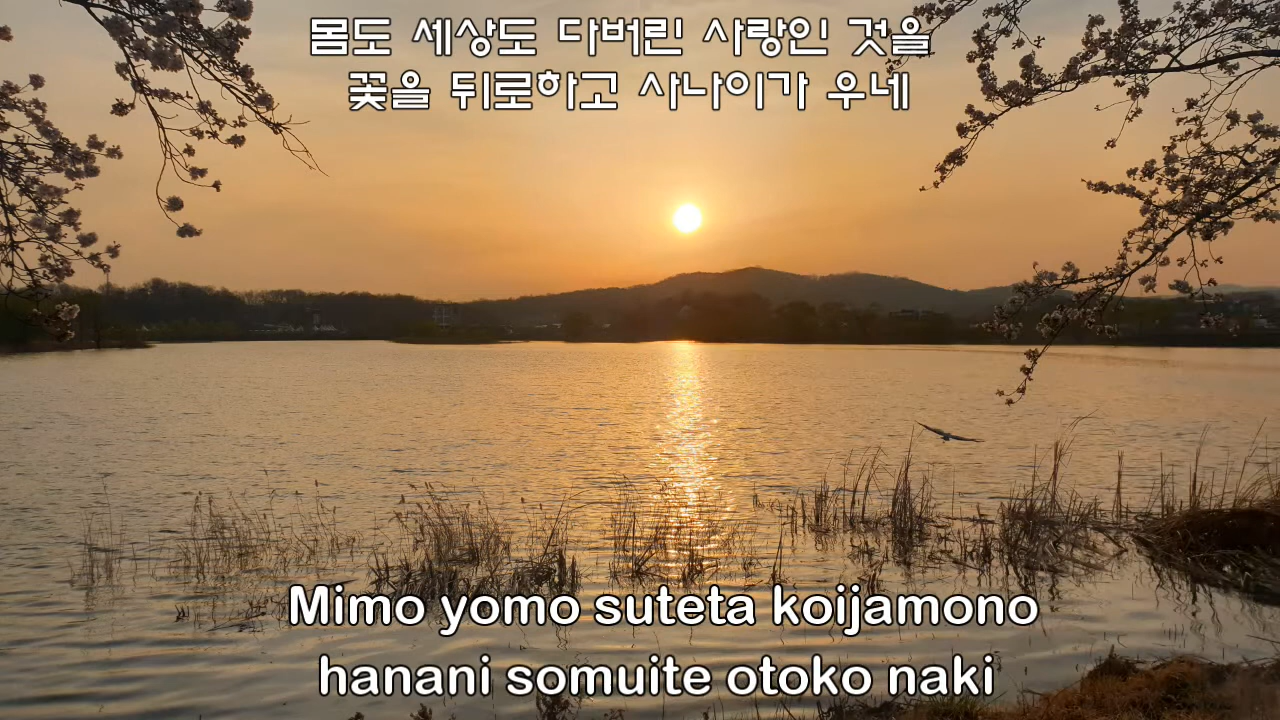 몸도 세상도 다버린 사랑인 것을
꽃을 뒤로하고 사나이가 우네
Mimo yomo suteta koijamono
hanani somuite otoko naki